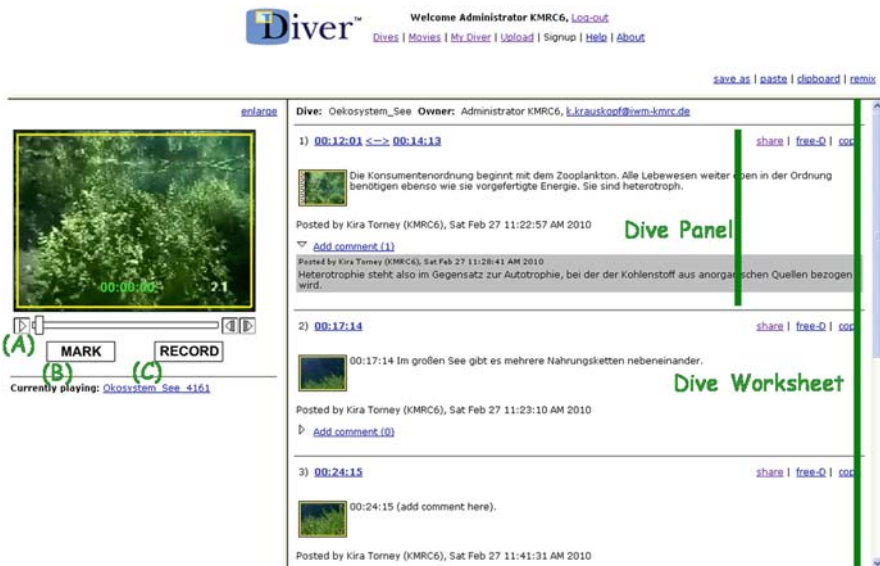 Diver™
Welcome Administrator KMRC6, Log-out
Dives | Movies | My Diver | Upload | Signup | Help | About
save as | paste | clipboard | remix
enlarge
00:00:00 2.1
(A)
MARK RECORD
(B) (C)
Currently playing: Okosystem_See_4161
Dive: Oekosystem_See Owner: Administrator KMRC6, k.krauskopf@iwm-kmrc.de
1) 00:12:01 <—> 00:14:13 share | free-D | cop
Die Konsumentenordnung beginnt mit dem Zooplankton. Alle Lebewesen weiter oben in der Ordnung
benötigen ebenso wie sie vorgefertigte Energie. Sie sind heterotroph.
Posted by Kira Torney (KMRC6), Sat Feb 27 11:22:57 AM 2010
Dive Panel
Add comment (1)
Posted by Kira Torney (KMRC6), Sat Feb 27 11:28:41 AM 2010
Heterotrophie steht also im Gegensatz zur Autotrophie, bei der der Kohlenstoff aus anorganischen Quellen bezogen
wird.
2) 00:17:14 share | free-D | cop
00:17:14 Im großen See gibt es mehrere Nahrungsketten nebeneinander.
Dive Worksheet
Posted by Kira Torney (KMRC6), Sat Feb 27 11:23:10 AM 2010
Add comment (0)
3) 00:24:15 share | free-D | cop
00:24:15 (add comment here).
Posted by Kira Torney (KMRC6), Sat Feb 27 11:41:31 AM 2010